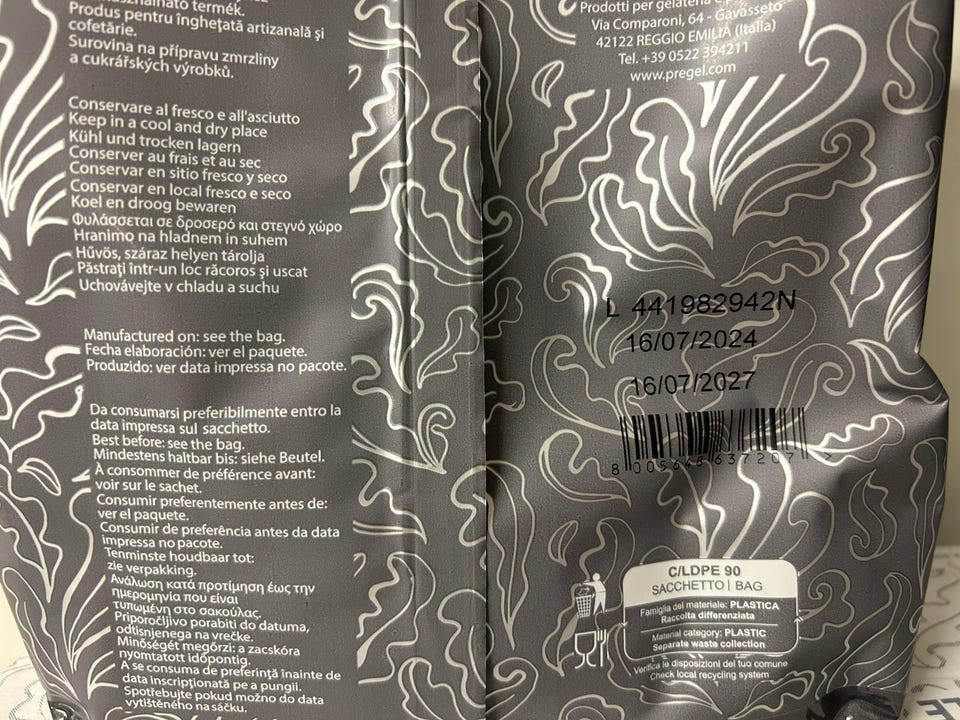 termék.
Produs pentru înghețată artizanală și
cofetărie.
Surovina na přípravu zmrzliny
a cukrářských výrobků.
Conservare al fresco e all'asciutto
Keep in a cool and dry place
Kühl und trocken lagern
Conserver au frais et au sec
Conservar en sitio fresco y seco
Conservar en local fresco e seco
Koel en droog bewaren
Φυλάσσεται σε δροσερό και στεγνό χώρο
Hranimo na hladnem in suhem
Hűvös, száraz helyen tárolja
Păstrați într-un loc răcoros și uscat
Uchovávejte v chladu a suchu
Manufactured on: see the bag.
Fecha elaboración: ver el paquete.
Produzido: ver data impressa no pacote.
Da consumarsi preferibilmente entro la
data impressa sul sacchetto.
Best before: see the bag.
Mindestens haltbar bis: siehe Beutel.
À consommer de préférence avant:
voir sur le sachet.
Consumir preferentemente antes de:
ver el paquete.
Consumir de preferência antes da data
impressa no pacote.
Tenminste houdbaar tot:
zie verpakking.
Ανάλωση κατά προτίμηση έως την
ημερομηνία που είναι
τυπωμένη στο σακούλας.
Priporočljivo porabiti do datuma,
odtisnjenega na vrečke.
Minőségét megőrzi: a zacskóra
nyomtatott időpontig.
A se consuma de preferință înainte de
data inscripționată pe a pungii.
Spotřebujte pokud možno do data
vytištěného na sáčku.
Prodotti per gelateria e
Via Comparoni, 64 - Gavasseto
42122 REGGIO EMILIA (Italia)
Tel. +39 0522 394211
www.pregel.com
L 441982942N
16/07/2024
16/07/2027
8 005646 637207 >
C/LDPE 90
SACCHETTO | BAG
Famiglia del materiale: PLASTICA
Raccolta differenziata
Material category: PLASTIC
Separate waste collection
Verifica le disposizioni del tuo comune
Check local recycling system